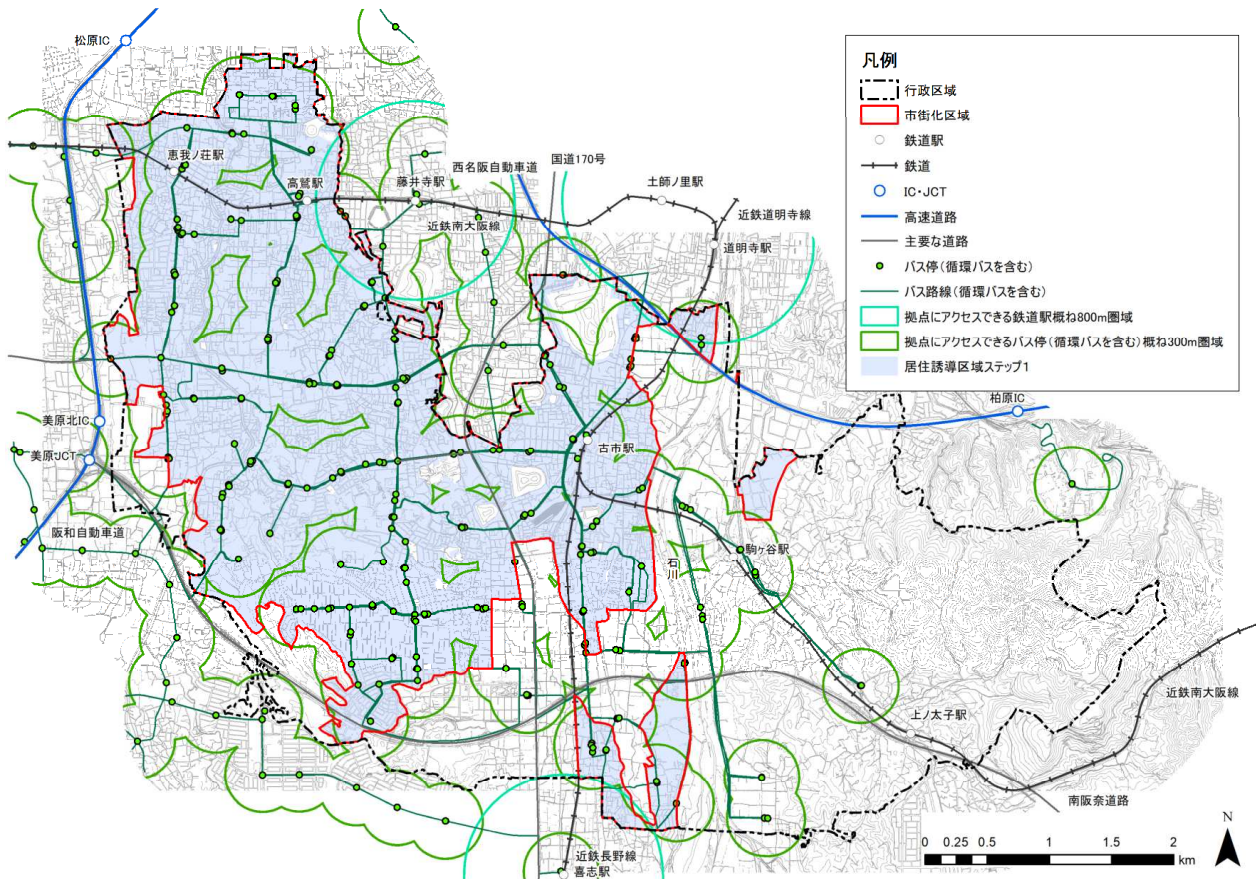 松原IC
恵我ノ荘駅
高鷲駅
藤井寺駅
西名阪自動車道
国道170号
土師ノ里駅
近鉄南大阪線
近鉄道明寺線
道明寺駅
凡例
行政区域
市街化区域
鉄道駅
鉄道
IC・JCT
高速道路
主要な道路
バス停(循環バスを含む)
バス路線(循環バスを含む)
拠点にアクセスできる鉄道駅概ね800m圏域
拠点にアクセスできるバス停(循環バスを含む)概ね300m圏域
居住誘導区域ステップ1
柏原IC
美原北IC
美原JCT
古市駅
阪和自動車道
石川
駒ヶ谷駅
近鉄南大阪線
上ノ太子駅
南阪奈道路
近鉄長野線
喜志駅
N
0 0.25 0.5 1 1.5 2
km